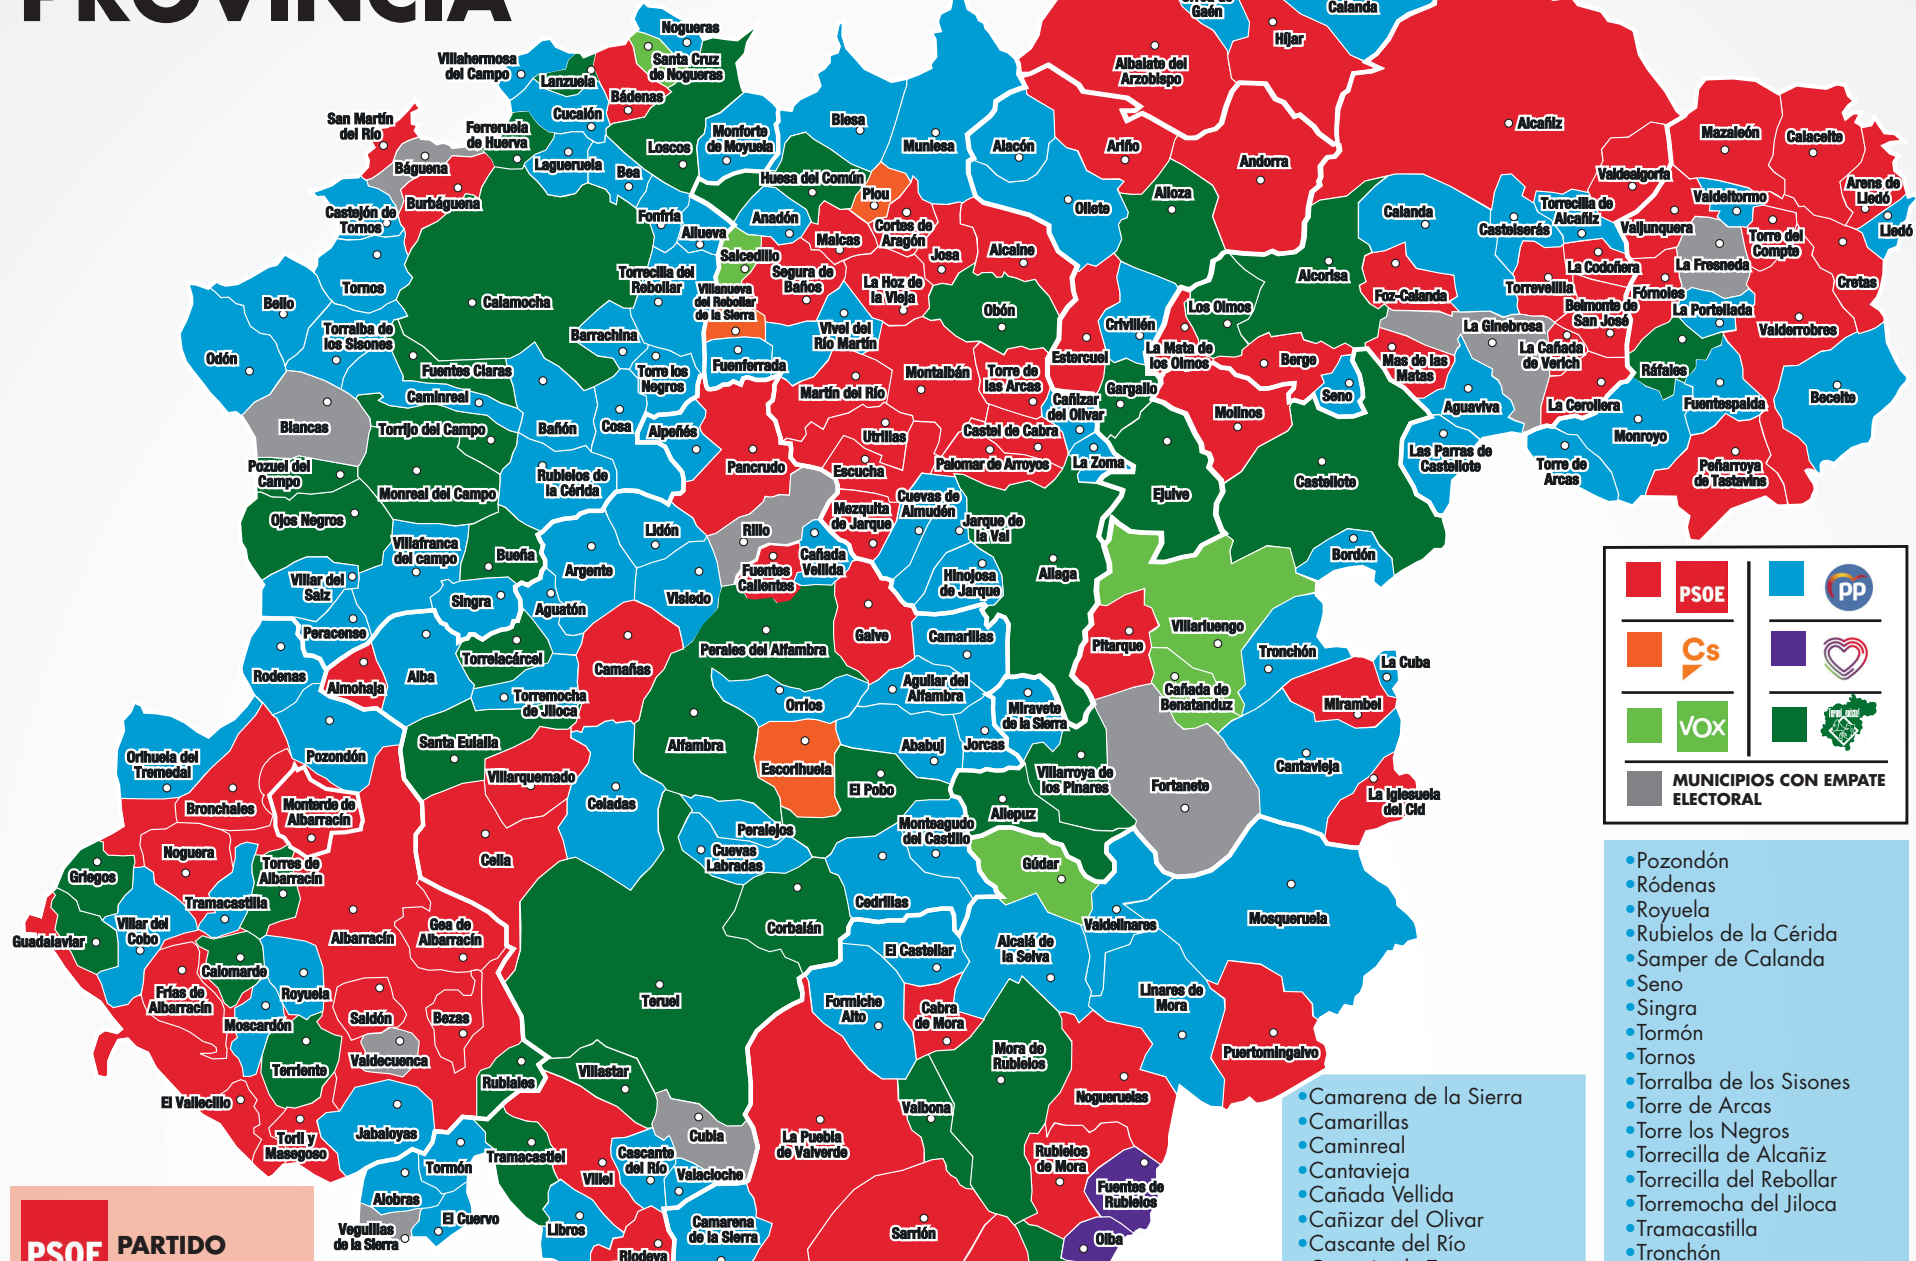 PROVINCIA
Nogueras
Villahermosa
del Campo
Lanzuela
Santa Cruz
de Nogueras
Bádenas
Cucalón
San Martín
del Río
Ferreruela
de Huerva
Báguena
Lagueruela
Loscos
Bea
Monforte
de Moyuela
Blesa
Muniesa
Alacón
Gaén
Calanda
Híjar
Albalate del
Arzobispo
Ariño
Andorra
Alcañiz
Mazaleón
Calaceite
Valdealgorfa
Arens de
Lledó
Lledó
Valdeltormo
Burbáguena
Castejón de
Tornos
Fonfría
Allueva
Huesa del Común
Plou
Anadón
Maicas
Cortes de
Aragón
Josa
Alcaine
Oliete
Alloza
Calanda
Castelserás
Torrecilla de
Alcañiz
Valjunquera
Torre del
Compte
La Fresneda
Cretas
Tornos
Bello
Calamocha
Torrecilla del
Rebollar
Salcedillo
Villanueva
del Rebollar
de la Sierra
Segura de
Baños
La Hoz de
la Vieja
Obón
Crivillén
Los Olmos
Alcorisa
Foz-Calanda
La Codoñera
Torrevelilla
Belmonte de
San José
Fórnoles
La Portellada
Valderrobres
Torralba de
los Sisones
Odón
Barrachina
Fuentes Claras
Torre los
Negros
Fuenferrada
Vivel del
Río Martín
Estercuel
La Mata de
los Olmos
Berge
La Ginebrosa
La Cañada
de Verich
Mas de las
Matas
Ráfales
Caminreal
Martín del Río
Montalbán
Torre de
las Arcas
Gargallo
Cañizar
del Olivar
Molinos
Seno
Aguaviva
La Cerollera
Fuentespalda
Beceite
Blancas
Torrijo del Campo
Bañón
Cosa
Alpeñés
Utrillas
Castel de Cabra
Monroyo
Pozuel del
Campo
Monreal del Campo
Rubielos de
la Cérida
Pancrudo
Escucha
Palomar de Arroyos
La Zoma
Las Parras de
Castellote
Torre de
Arcas
Peñarroya
de Tastavins
Ojos Negros
Ejulve
Castellote
Lidón
Rillo
Mezquita
de Jarque
Cuevas de
Almudén
Jarque de
la Val
Villafranca
del campo
Bueña
Argente
Fuentes
Calientes
Cañada
Vellida
Hinojosa
de Jarque
Aliaga
Bordón
Villar del
Salz
Singra
Aguatón
Visiedo
Peracense
Torrelacárcel
Perales del Alfambra
Galve
Camarillas
Pitarque
Villarluengo
Tronchón
La Cuba
Rodenas
Almohaja
Alba
Camañas
Torremocha
de Jiloca
Orrios
Aguilar del
Alfambra
Miravete
de la Sierra
Cañada de
Benatanduz
Mirambel
Orihuela del
Tremedal
Pozondón
Santa Eulalia
Alfambra
Ababuj
Jorcas
Cantavieja
Villarquemado
Escorihuela
El Pobo
Villarroya de
los Pinares
Fortanete
La Iglesuela
del Cid
Bronchales
Monterde de
Albarracín
Celadas
Allepuz
Cella
Peralejos
Cuevas
Labradas
Monteagudo
del Castillo
Noguera
Griegos
Torres de
Albarracín
Gúdar
Tramacastilla
Cedrillas
Valdelinares
Mosqueruela
Villar del
Cobo
Guadalaviar
Albarracín
Gea de
Albarracín
Corbalán
El Castellar
Alcalá de
la Selva
Calomarde
Frías de
Albarracín
Royuela
Teruel
Formiche
Alto
Cabra
de Mora
Linares de
Mora
Moscardón
Saldón
Bezas
Valdecuenca
Mora de
Rubielos
Puertomingalvo
Terriente
Rubiales
Villastar
Nogueruelas
El Vallecillo
Valbona
Toril y
Masegoso
Jabaloyas
Tramacastiel
Cubla
La Puebla
de Valverde
Tormón
Cascante
del Río
Valacloche
Villel
Rubielos
de Mora
Alobras
Fuentes de
Rubielos
Veguillas
de la Sierra
El Cuervo
Libros
Riodeva
Camarena
de la Sierra
Sarrión
Olba
PSOE
PP
Cs
VOX
Teruel existe!
MUNICIPIOS CON EMPATE
ELECTORAL
PSOE PARTIDO
•Camarena de la Sierra
•Camarillas
•Caminreal
•Cantavieja
•Cañada Vellida
•Cañizar del Olivar
•Cascante del Río
•Pozondón
•Ródenas
•Royuela
•Rubielos de la Cérida
•Samper de Calanda
•Seno
•Singra
•Tormón
•Tornos
•Torralba de los Sisones
•Torre de Arcas
•Torre los Negros
•Torrecilla de Alcañiz
•Torrecilla del Rebollar
•Torremocha del Jiloca
•Tramacastilla
•Tronchón